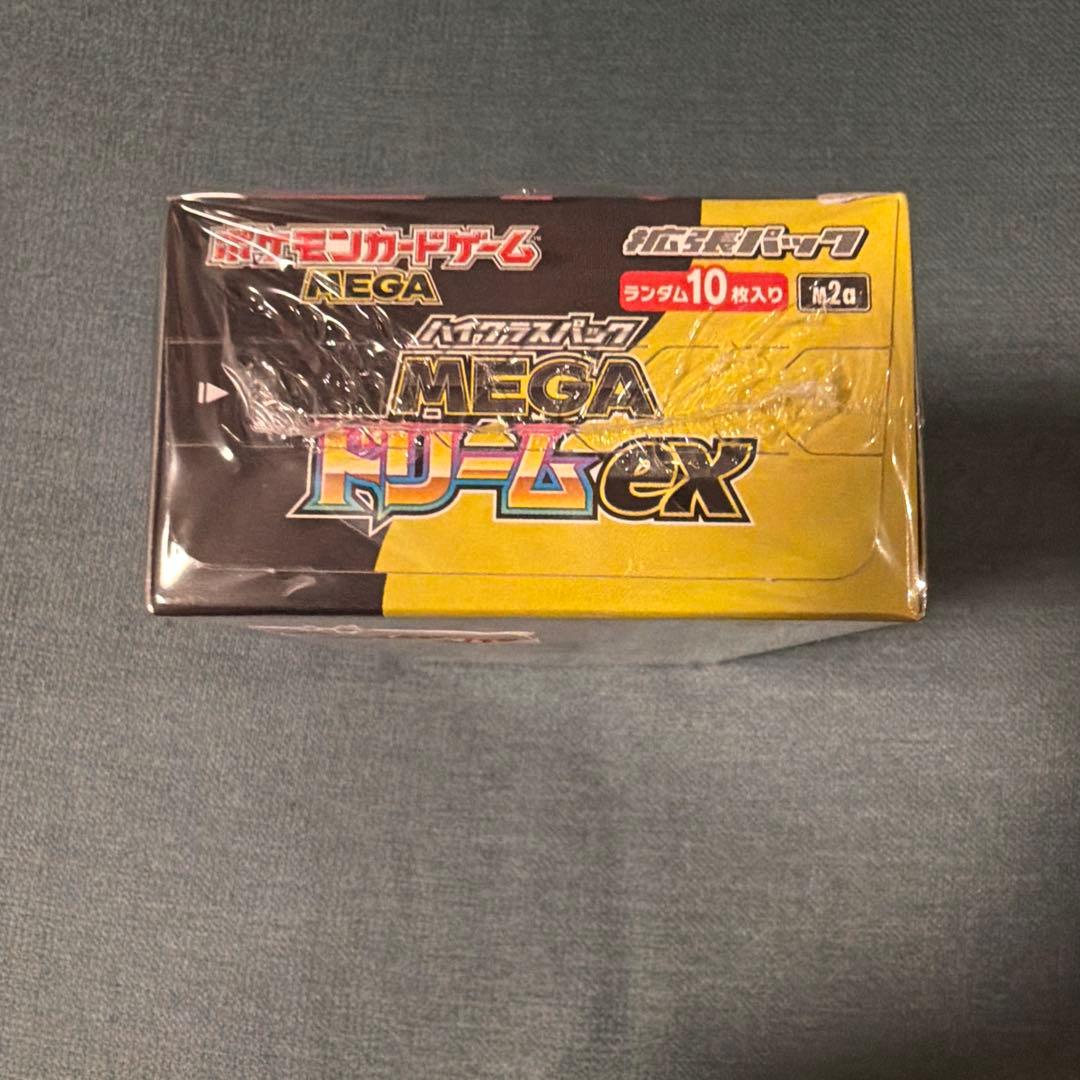 ポケモンカードゲーム
MEGA
拡張パック
ランダム10枚入り
M2a
ハイクラスパック
MEGA
ドリームex